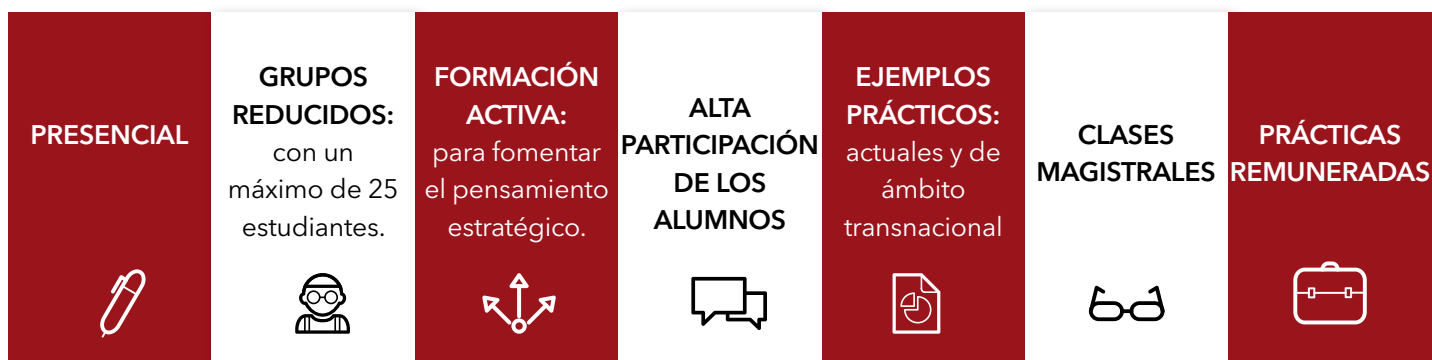 PRESENCIAL
GRUPOS
REDUCIDOS:
con un
máximo de 25
estudiantes.
FORMACIÓN
ACTIVA:
para fomentar
el pensamiento
estratégico.
ALTA
PARTICIPACIÓN
DE LOS
ALUMNOS
EJEMPLOS
PRÁCTICOS:
actuales y de
ámbito
transnacional
CLASES
MAGISTRALES
PRÁCTICAS
REMUNERADAS